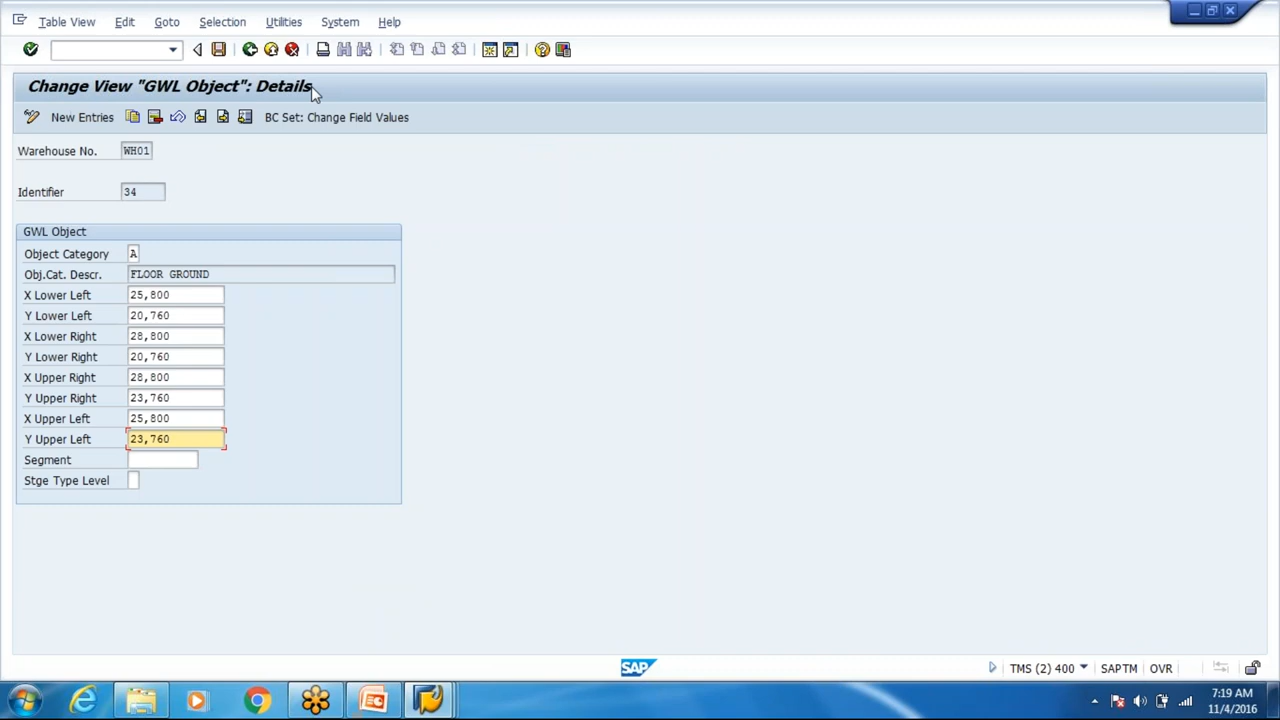 Table View Edit Goto Selection Utilities System Help
Change View "GWL Object": Details
New Entries BC Set: Change Field Values
Warehouse No. WH01
Identifier 34
GWL Object
Object Category A
Obj.Cat. Descr. FLOOR GROUND
X Lower Left 25,800
Y Lower Left 20,760
X Lower Right 28,800
Y Lower Right 20,760
X Upper Right 28,800
Y Upper Right 23,760
X Upper Left 25,800
Y Upper Left 23,760
Segment
Stge Type Level
SAP TMS (2) 400 SAPTM OVR
7:19 AM
11/4/2016